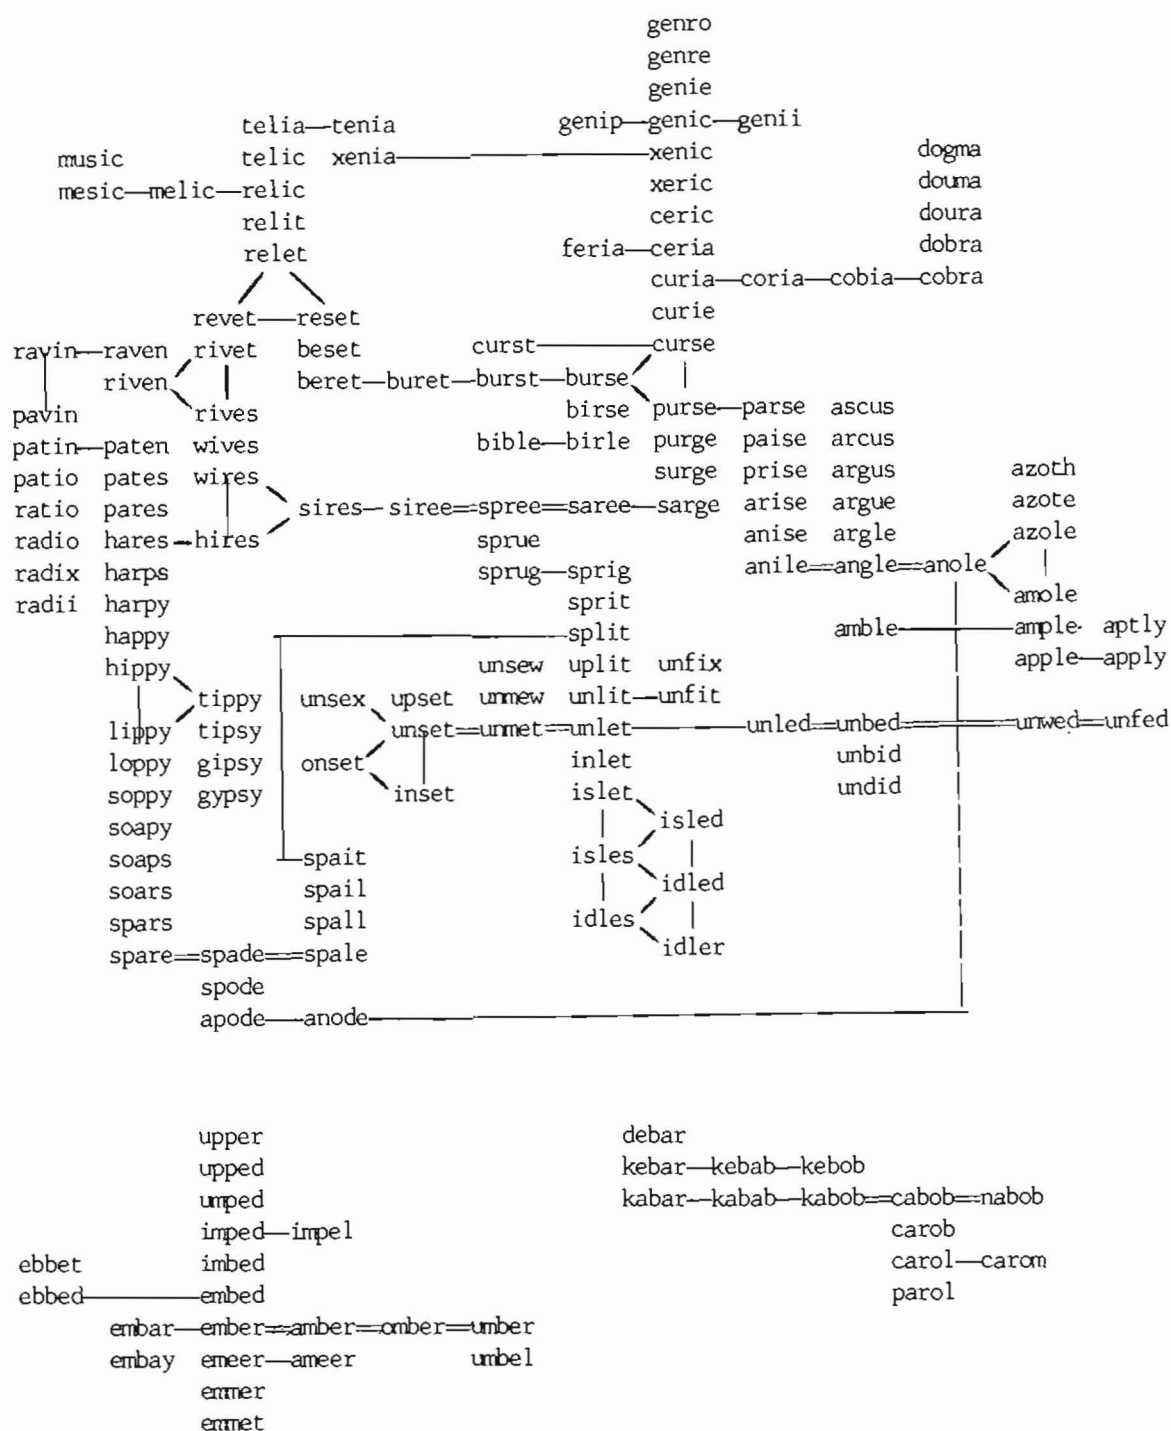 genro
genre
genie
telia—tenia genip—genic—genii
music telic xenia—xenic dogma
mesic—melic—relic xeric douma
relit ceric doura
relet feria—ceria dobra
curia—coria—cobia—cobra
revet—reset curie
ravin—raven rivet beset curst—curse
riven beret—buret—burst—burse
pavin rives birse purse—parse ascus
patin—paten wives bible—birle purge paise arcus
patio pates wires surge prise argus azoth
ratio pares sires—siree=spree=saree—sarge arise argue azote
radio hares—hires sprue anise argle azole
radix harps sprug—sprig anile=angle=anole
radii harpy sprit amole
happy split amble—ample aptly
hippy unsew uplit unfix apple—apply
tippy unsex upset unmew unlit—unfit
lippy tipsy unset=unmet=unlet—unled=unbed=unwed=unfed
loppy gipsy onset inlet unbid
soppy gypsy inset islet undid
soapy isled
soaps spait isles
soars spail idled
spars spall idles
spare=spade=spale idler
spode
apode—anode
upper debar
upped kebar—kebab—kebob
umped kabar—kabab—kabob=cabob=nabob
imped—impel carob
ebbet imbed carol—carom
ebbed—embed parol
embar—ember=amber=omber=umber
embay emeer—ameer umbel
emmer
emmet